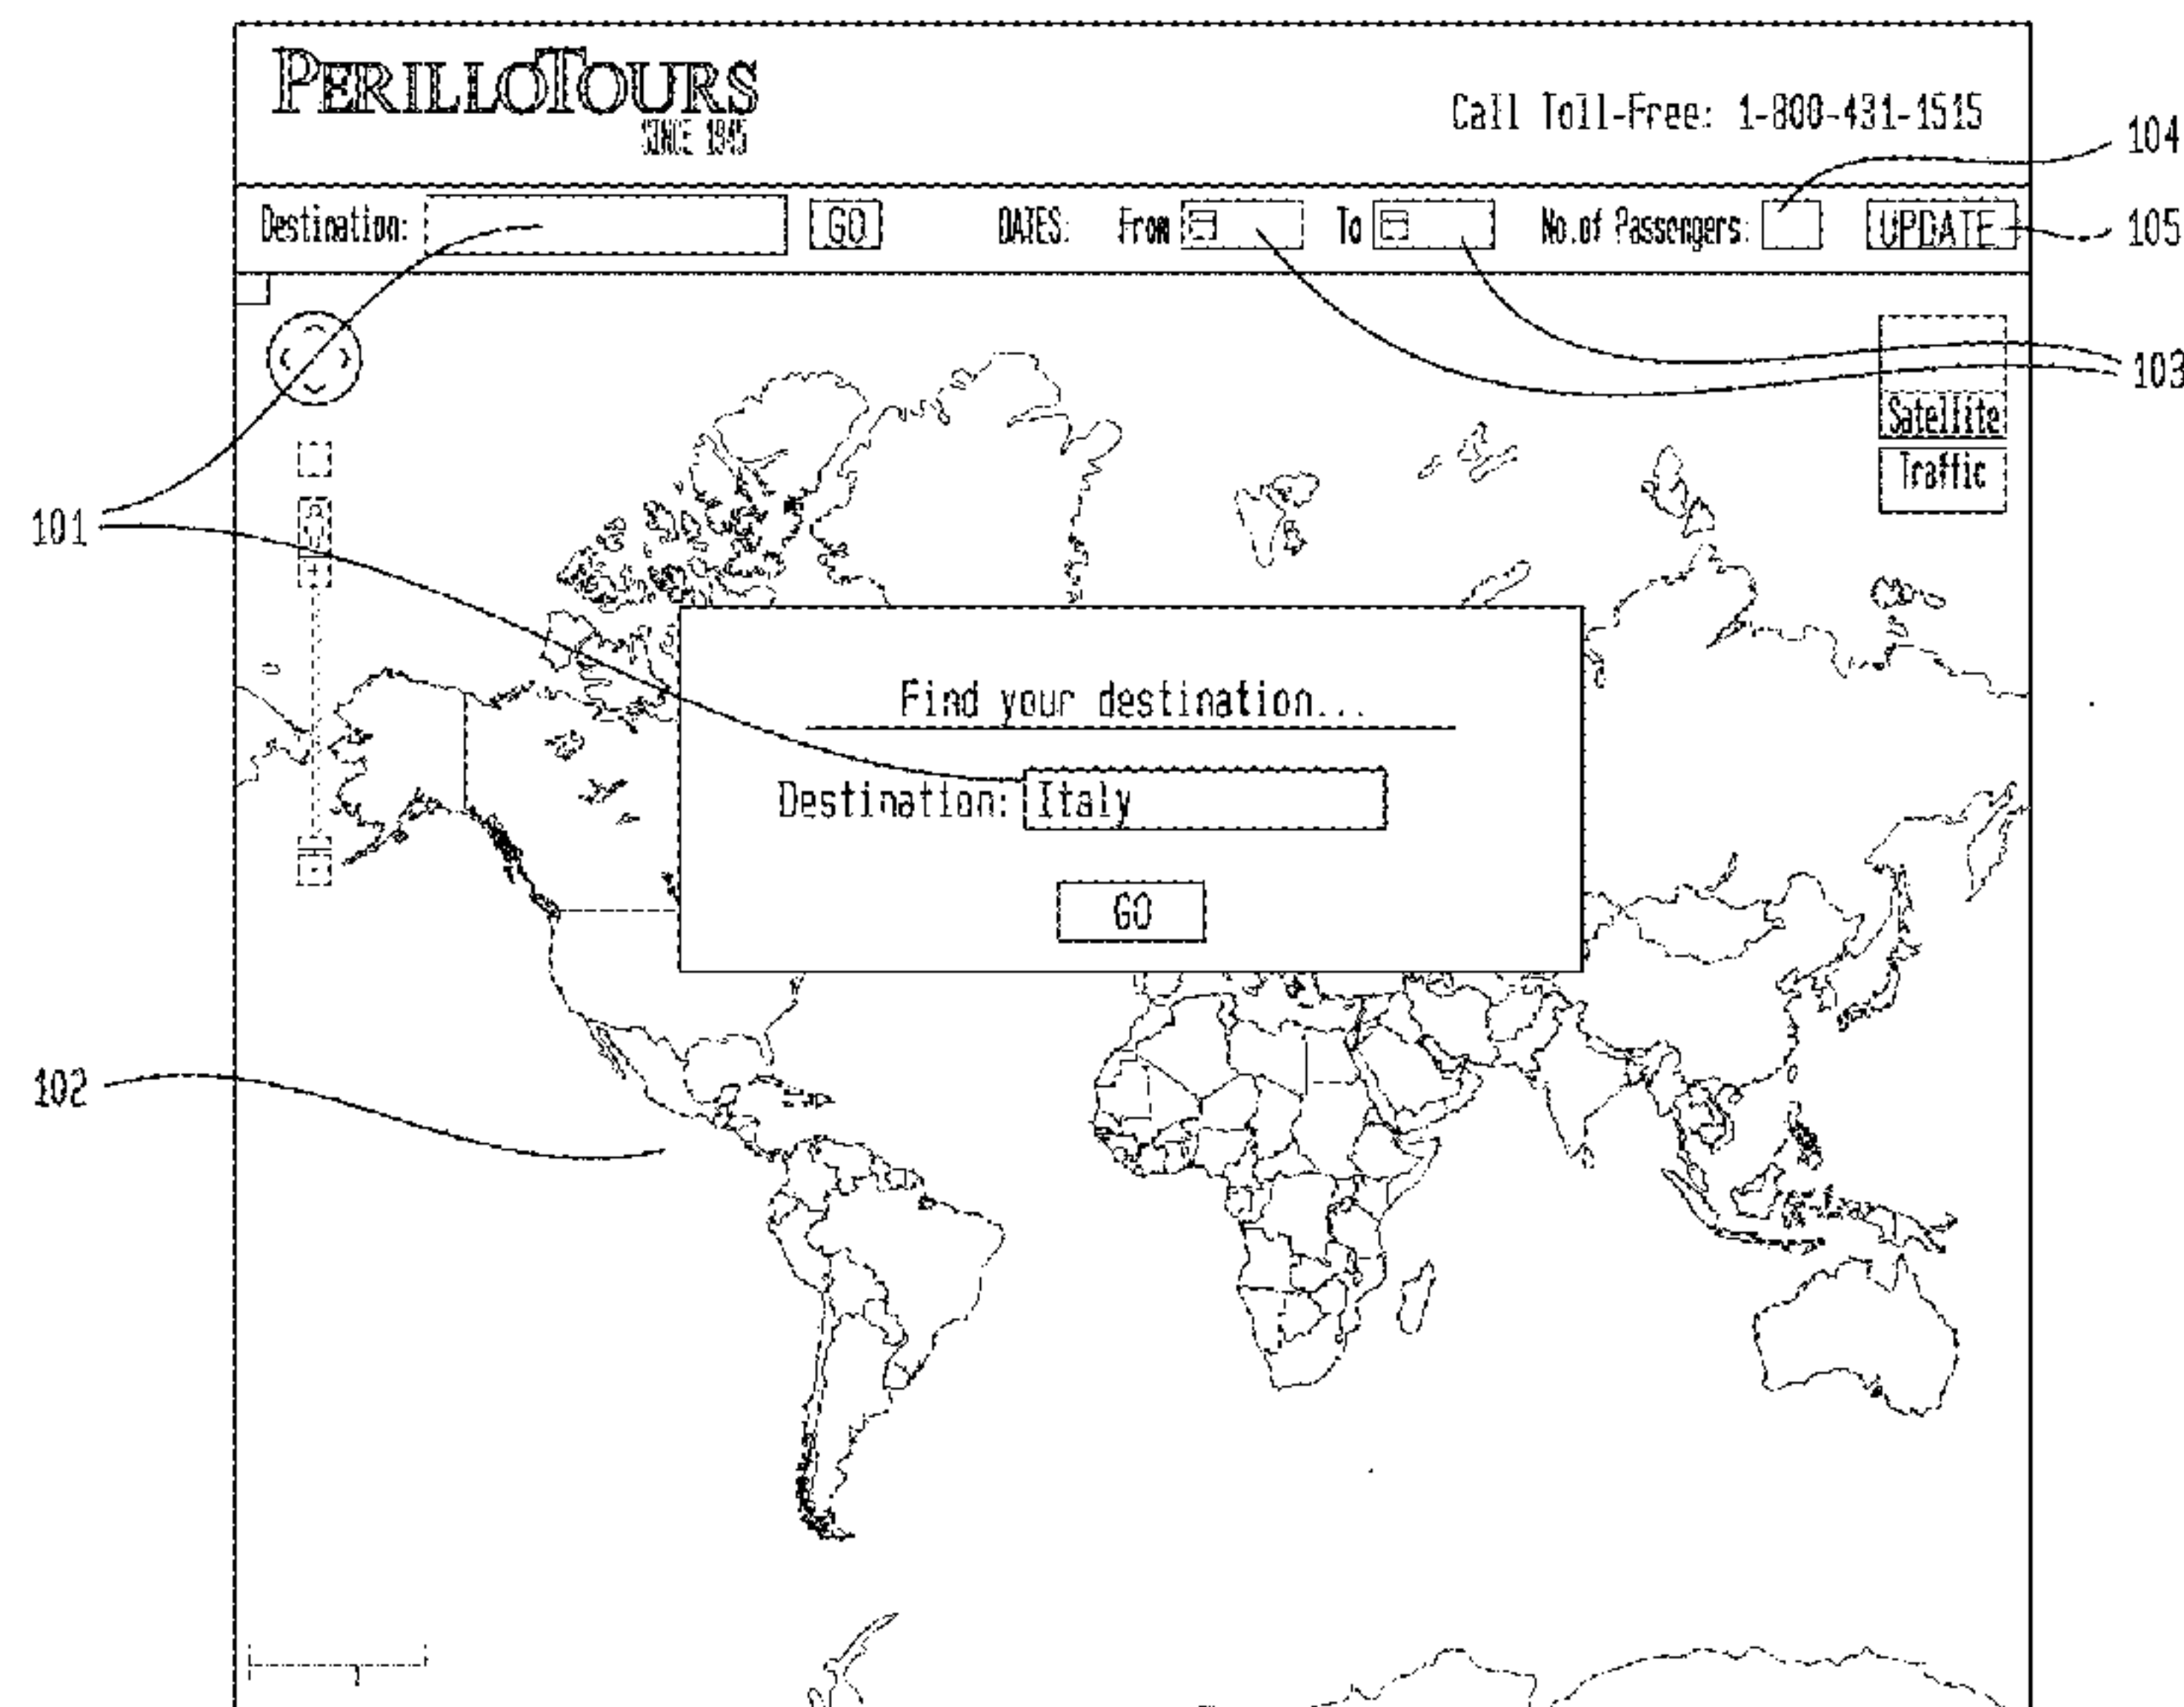 PERILLOTOURS
SINCE 1945
Call Toll-Free: 1-800-431-1515
104
Destination: GO DATES: From To No.of Passengers: UPDATE
105
103
Satellite
Traffic
101
Find your destination...
Destination: Italy
GO
102